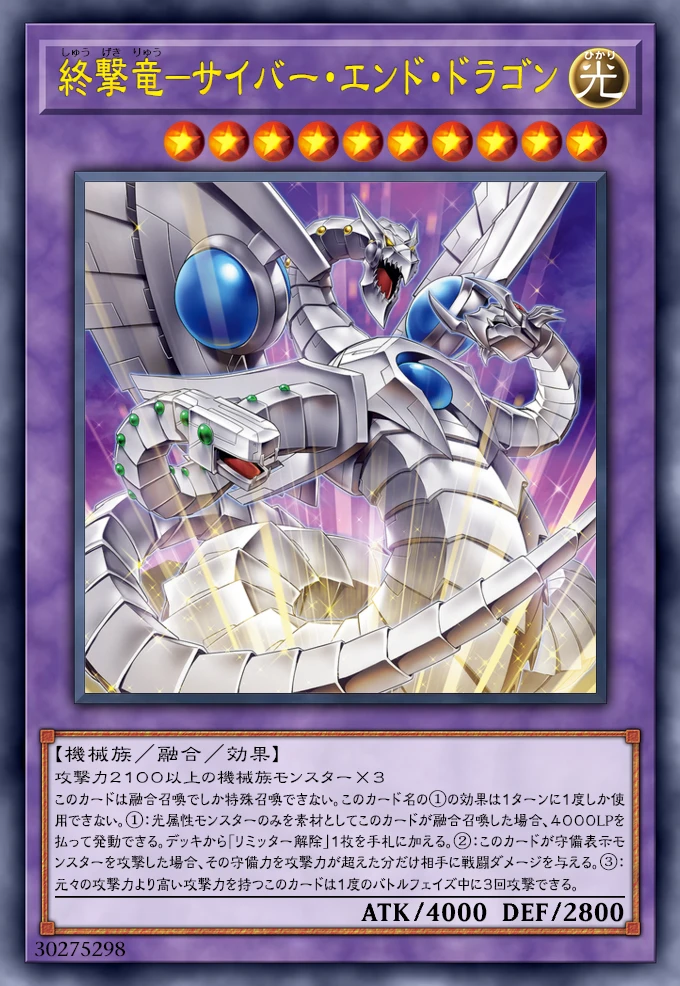 しゅう げき りゅう
終撃竜－サイバー・エンド・ドラゴン
ひかり
光
【機械族／融合／効果】
攻撃力2100以上の機械族モンスター×3
このカードは融合召喚でしか特殊召喚できない。このカード名の①の効果は1ターンに1度しか使
用できない。①：光属性モンスターのみを素材としてこのカードが融合召喚した場合、4000LPを
払って発動できる。デッキから「リミッター解除」1枚を手札に加える。②：このカードが守備表示モ
ンスターを攻撃した場合、その守備力を攻撃力が超えた分だけ相手に戦闘ダメージを与える。③：
元々の攻撃力より高い攻撃力を持つこのカードは1度のバトルフェイズ中に3回攻撃できる。
ATK/4000 DEF/2800
30275298